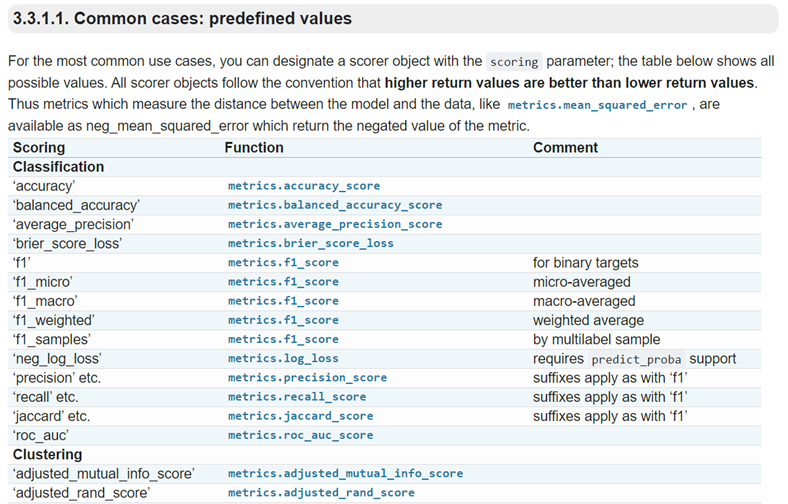 3.3.1.1. Common cases: predefined values
For the most common use cases, you can designate a scorer object with the scoring parameter; the table below shows all
possible values. All scorer objects follow the convention that higher return values are better than lower return values.
Thus metrics which measure the distance between the model and the data, like metrics.mean_squared_error , are
available as neg_mean_squared_error which return the negated value of the metric.
Scoring Function Comment
Classification
‘accuracy’ metrics.accuracy_score
‘balanced_accuracy’ metrics.balanced_accuracy_score
‘average_precision’ metrics.average_precision_score
‘brier_score_loss’ metrics.brier_score_loss
‘f1’ metrics.f1_score for binary targets
‘f1_micro’ metrics.f1_score micro-averaged
‘f1_macro’ metrics.f1_score macro-averaged
‘f1_weighted’ metrics.f1_score weighted average
‘f1_samples’ metrics.f1_score by multilabel sample
‘neg_log_loss’ metrics.log_loss requires predict_proba support
‘precision’ etc. metrics.precision_score suffixes apply as with ‘f1’
‘recall’ etc. metrics.recall_score suffixes apply as with ‘f1’
‘jaccard’ etc. metrics.jaccard_score suffixes apply as with ‘f1’
‘roc_auc’ metrics.roc_auc_score
Clustering
‘adjusted_mutual_info_score’ metrics.adjusted_mutual_info_score
‘adjusted_rand_score’ metrics.adjusted_rand_score